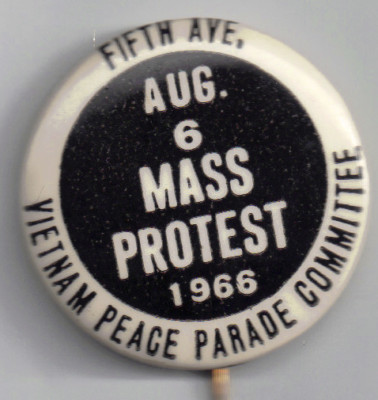 FIFTH AVE,
AUG.
6
MASS
PROTEST
1966
VIETNAM PEACE PARADE COMMITTEE